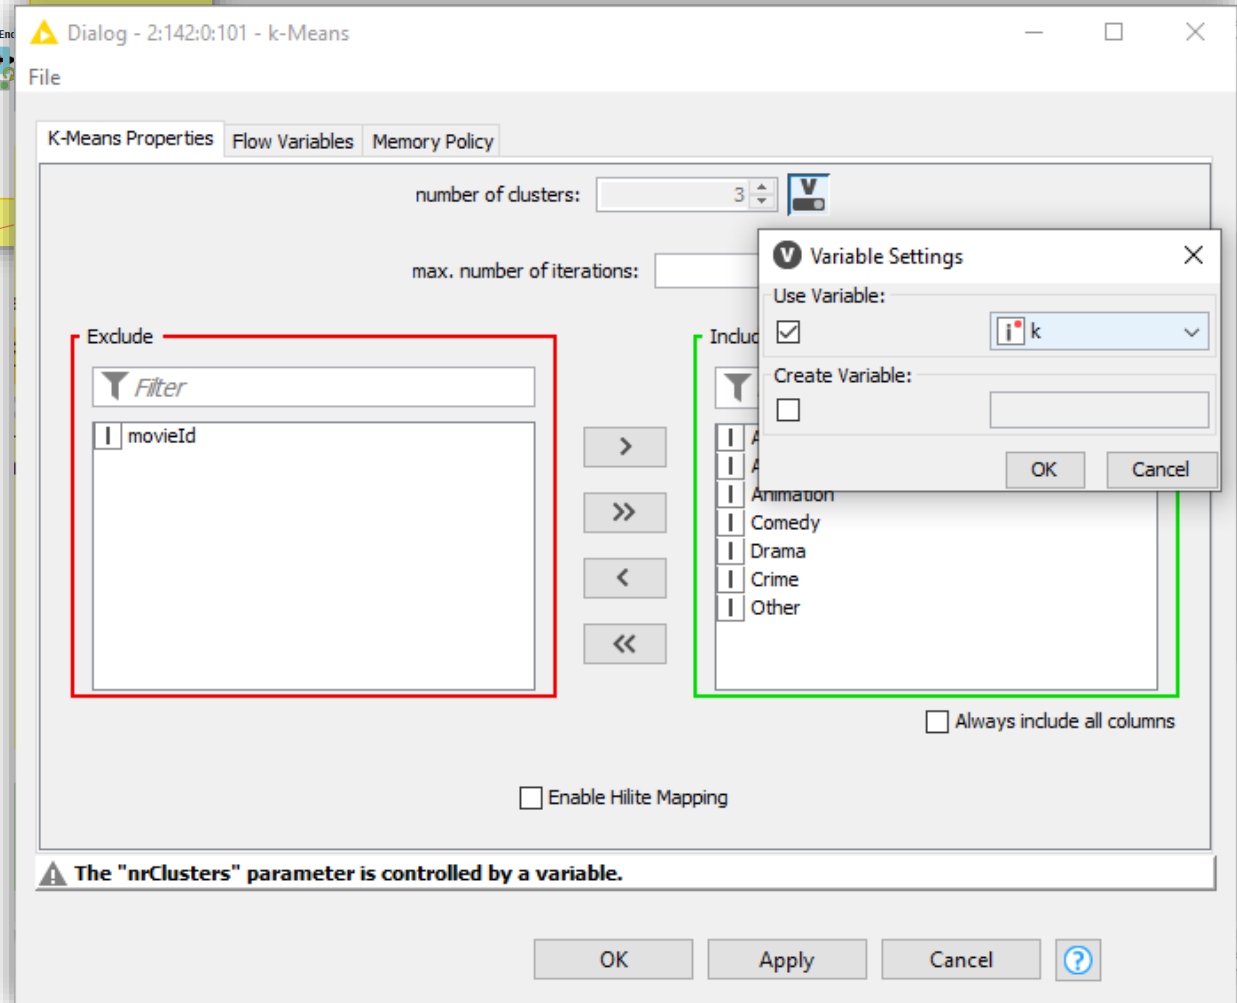 Dialog - 2:142:0:101 - k-Means
File
K-Means Properties Flow Variables Memory Policy
number of clusters: 3 V
max. number of iterations:
V Variable Settings
Use Variable:
i k
Create Variable:
OK Cancel
Exclude
Filter
I movieId
>
>>
<
<<
I
I
I Animation
I Comedy
I Drama
I Crime
I Other
Always include all columns
Enable Hilite Mapping
The "nrClusters" parameter is controlled by a variable.
OK Apply Cancel ?